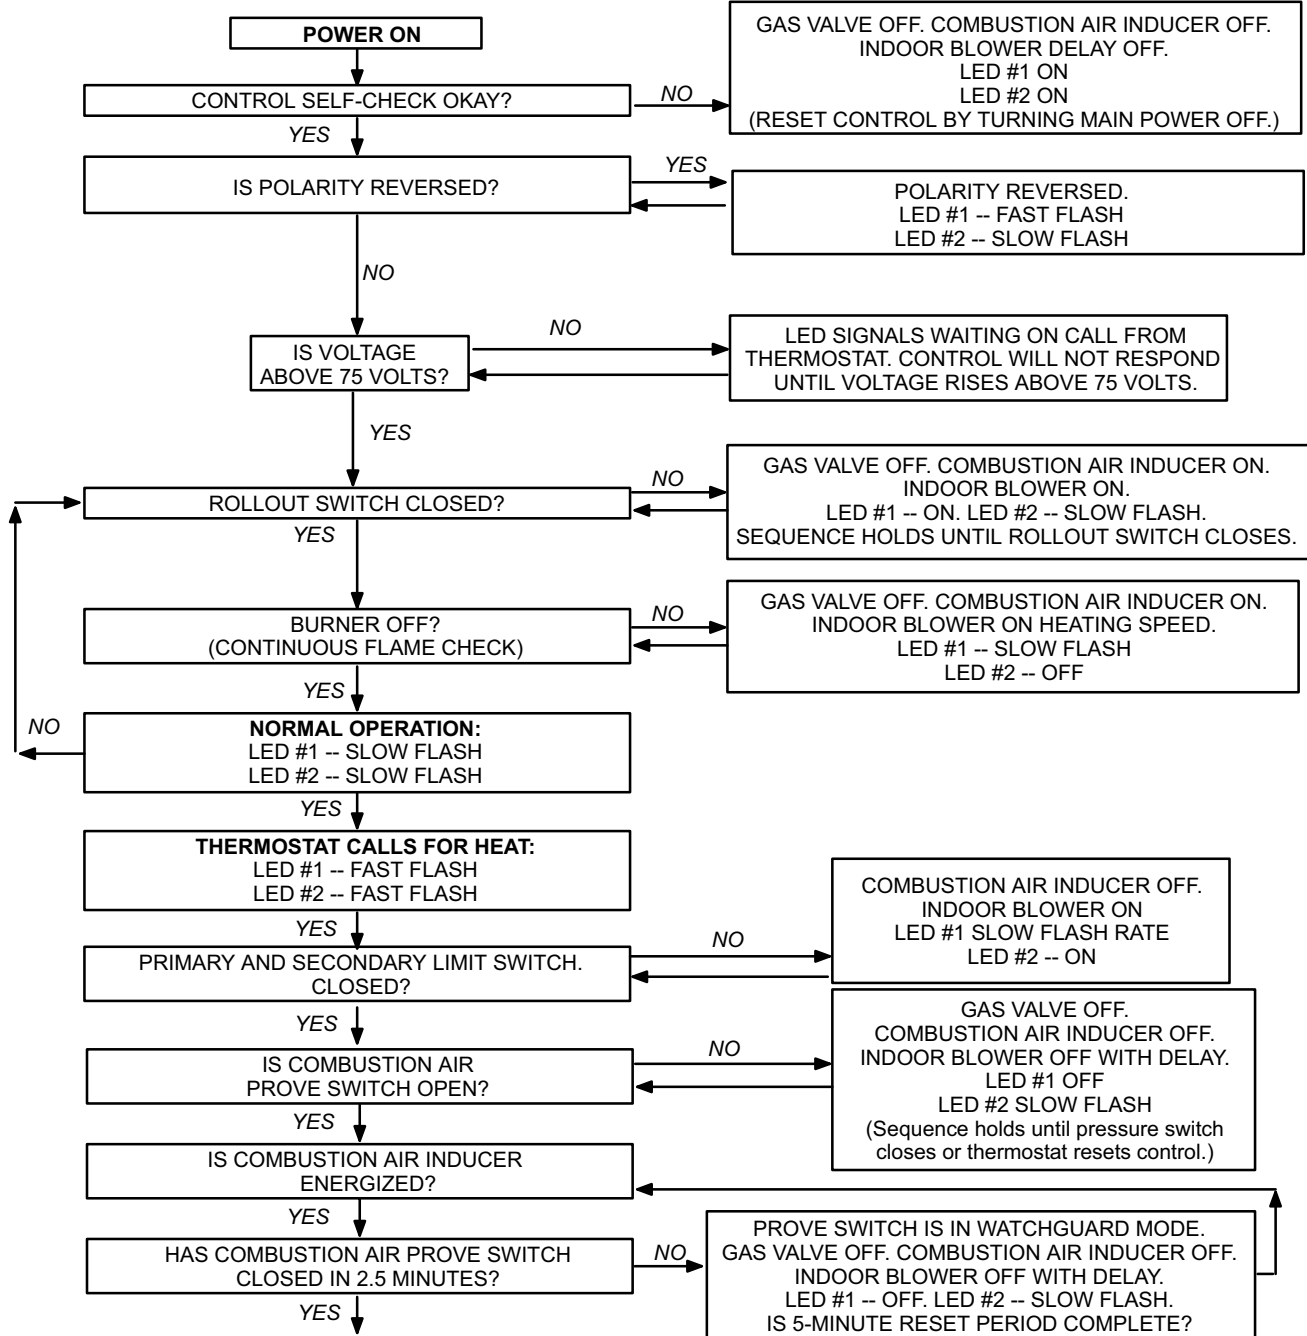 POWER ON
GAS VALVE OFF. COMBUSTION AIR INDUCER OFF.
INDOOR BLOWER DELAY OFF.
LED #1 ON
LED #2 ON
(RESET CONTROL BY TURNING MAIN POWER OFF.)
CONTROL SELF-CHECK OKAY?
NO
YES
IS POLARITY REVERSED?
YES
POLARITY REVERSED.
LED #1 -- FAST FLASH
LED #2 -- SLOW FLASH
NO
IS VOLTAGE
ABOVE 75 VOLTS?
NO
LED SIGNALS WAITING ON CALL FROM
THERMOSTAT. CONTROL WILL NOT RESPOND
UNTIL VOLTAGE RISES ABOVE 75 VOLTS.
YES
ROLLOUT SWITCH CLOSED?
NO
GAS VALVE OFF. COMBUSTION AIR INDUCER ON.
INDOOR BLOWER ON.
LED #1 -- ON. LED #2 -- SLOW FLASH.
SEQUENCE HOLDS UNTIL ROLLOUT SWITCH CLOSES.
YES
BURNER OFF?
(CONTINUOUS FLAME CHECK)
NO
GAS VALVE OFF. COMBUSTION AIR INDUCER ON.
INDOOR BLOWER ON HEATING SPEED.
LED #1 -- SLOW FLASH
LED #2 -- OFF
YES
NO
NORMAL OPERATION:
LED #1 -- SLOW FLASH
LED #2 -- SLOW FLASH
YES
THERMOSTAT CALLS FOR HEAT:
LED #1 -- FAST FLASH
LED #2 -- FAST FLASH
YES
PRIMARY AND SECONDARY LIMIT SWITCH.
CLOSED?
NO
COMBUSTION AIR INDUCER OFF.
INDOOR BLOWER ON
LED #1 SLOW FLASH RATE
LED #2 -- ON
YES
IS COMBUSTION AIR
PROVE SWITCH OPEN?
NO
GAS VALVE OFF.
COMBUSTION AIR INDUCER OFF.
INDOOR BLOWER OFF WITH DELAY.
LED #1 OFF
LED #2 SLOW FLASH
(Sequence holds until pressure switch
closes or thermostat resets control.)
YES
IS COMBUSTION AIR INDUCER
ENERGIZED?
YES
HAS COMBUSTION AIR PROVE SWITCH
CLOSED IN 2.5 MINUTES?
NO
PROVE SWITCH IS IN WATCHGUARD MODE.
GAS VALVE OFF. COMBUSTION AIR INDUCER OFF.
INDOOR BLOWER OFF WITH DELAY.
LED #1 -- OFF. LED #2 -- SLOW FLASH.
IS 5-MINUTE RESET PERIOD COMPLETE?
YES